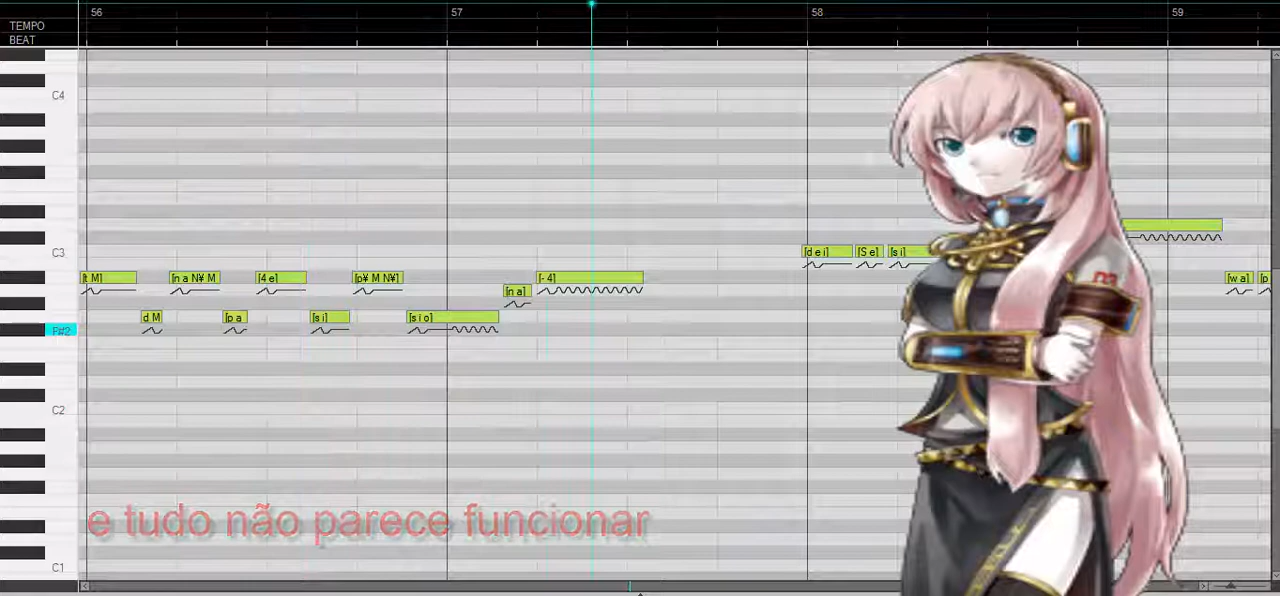 56 57 58 59
TEMPO
BEAT
C4
C3
[d e i] [S e] [s i]
[t M] [n a N¥ M [4 e] [p¥ M N¥] [- 4] [w a] [p
[n a]
d M [p a [s i] [s i o]
F#2
C2
e tudo não parece funcionar
C1